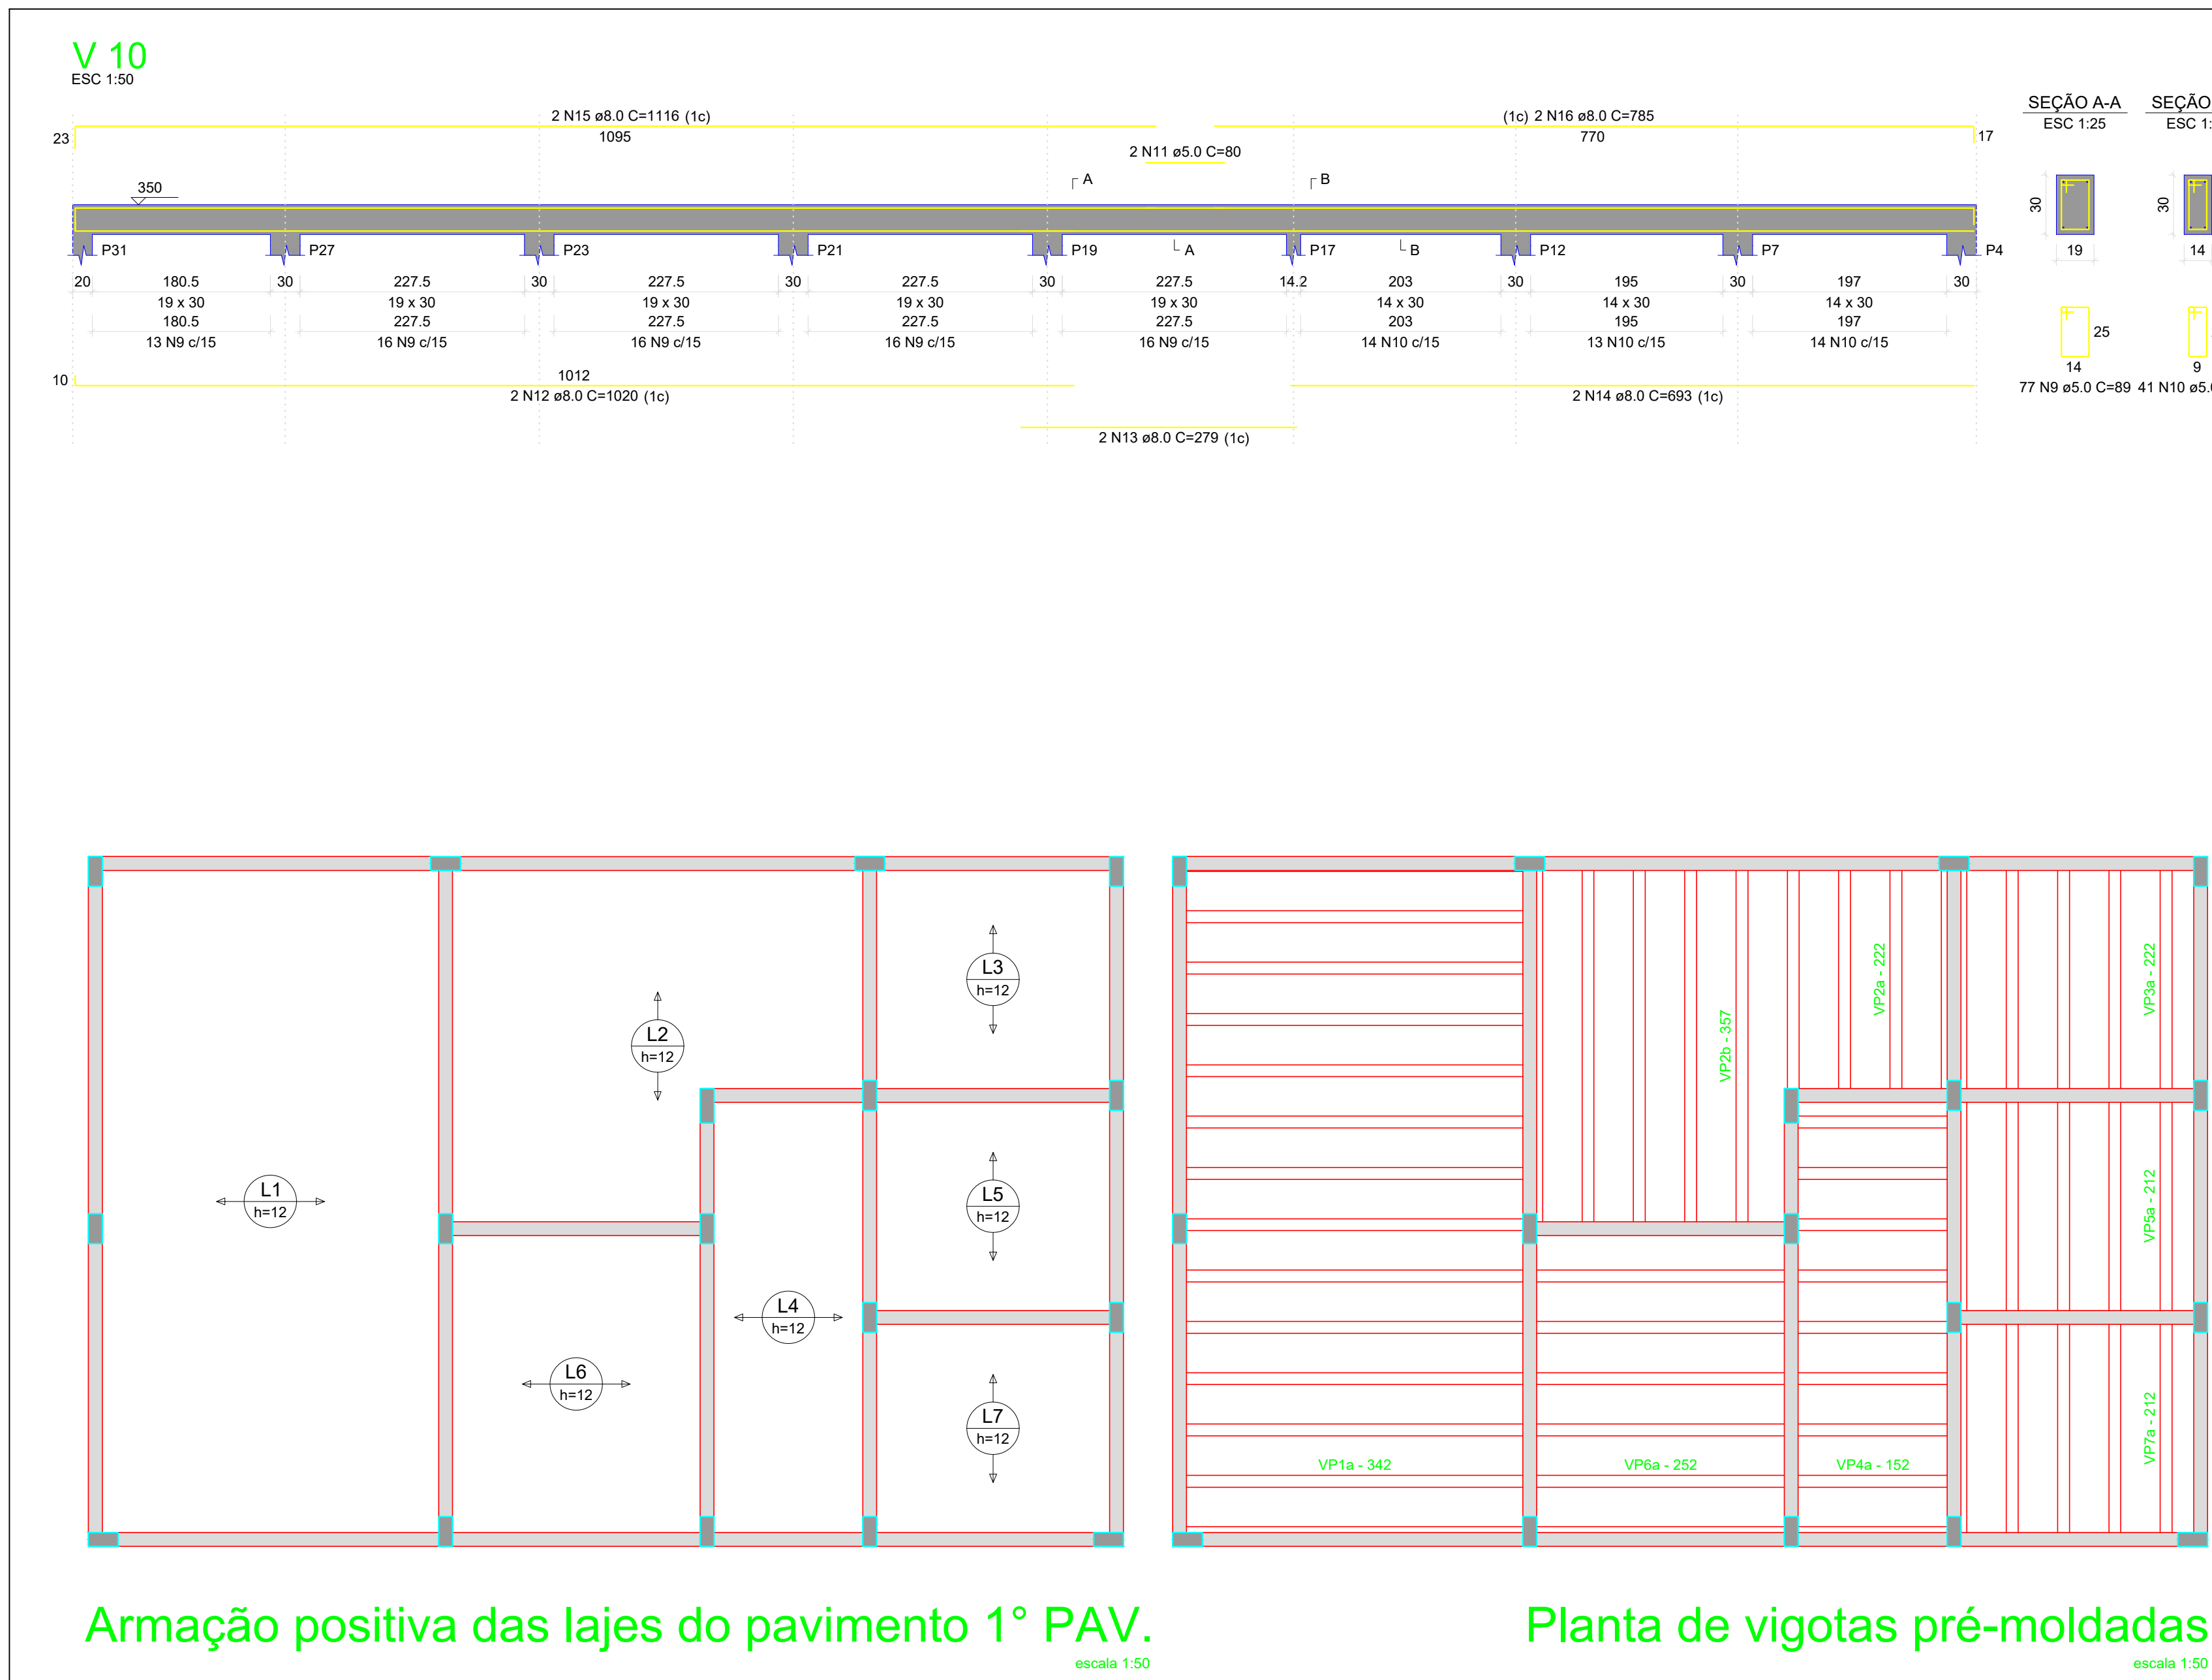 V 10
ESC 1:50
2 N15 ø8.0 C=1116 (1c)
(1c) 2 N16 ø8.0 C=785
23
1095
770
17
2 N11 ø5.0 C=80
A
B
350
P31
P27
P23
P21
P19
A
P17
B
P12
P7
P4
20
180.5
30
227.5
30
227.5
30
227.5
30
227.5
14.2
203
30
195
30
197
30
19 x 30
19 x 30
19 x 30
19 x 30
19 x 30
14 x 30
14 x 30
14 x 30
180.5
227.5
227.5
227.5
227.5
203
195
197
13 N9 c/15
16 N9 c/15
16 N9 c/15
16 N9 c/15
16 N9 c/15
14 N10 c/15
13 N10 c/15
14 N10 c/15
10
1012
2 N12 ø8.0 C=1020 (1c)
2 N14 ø8.0 C=693 (1c)
2 N13 ø8.0 C=279 (1c)
SEÇÃO A-A
ESC 1:25
30
19
25
14
77 N9 ø5.0 C=89
SEÇÃO
ESC 1:
30
14
9
41 N10 ø5.
L1
h=12
L2
h=12
L3
h=12
L4
h=12
L5
h=12
L6
h=12
L7
h=12
Armação positiva das lajes do pavimento 1° PAV.
escala 1:50
VP2b - 357
VP2a - 222
VP3a - 222
VP5a - 212
VP7a - 212
VP1a - 342
VP6a - 252
VP4a - 152
Planta de vigotas pré-moldadas
escala 1:50